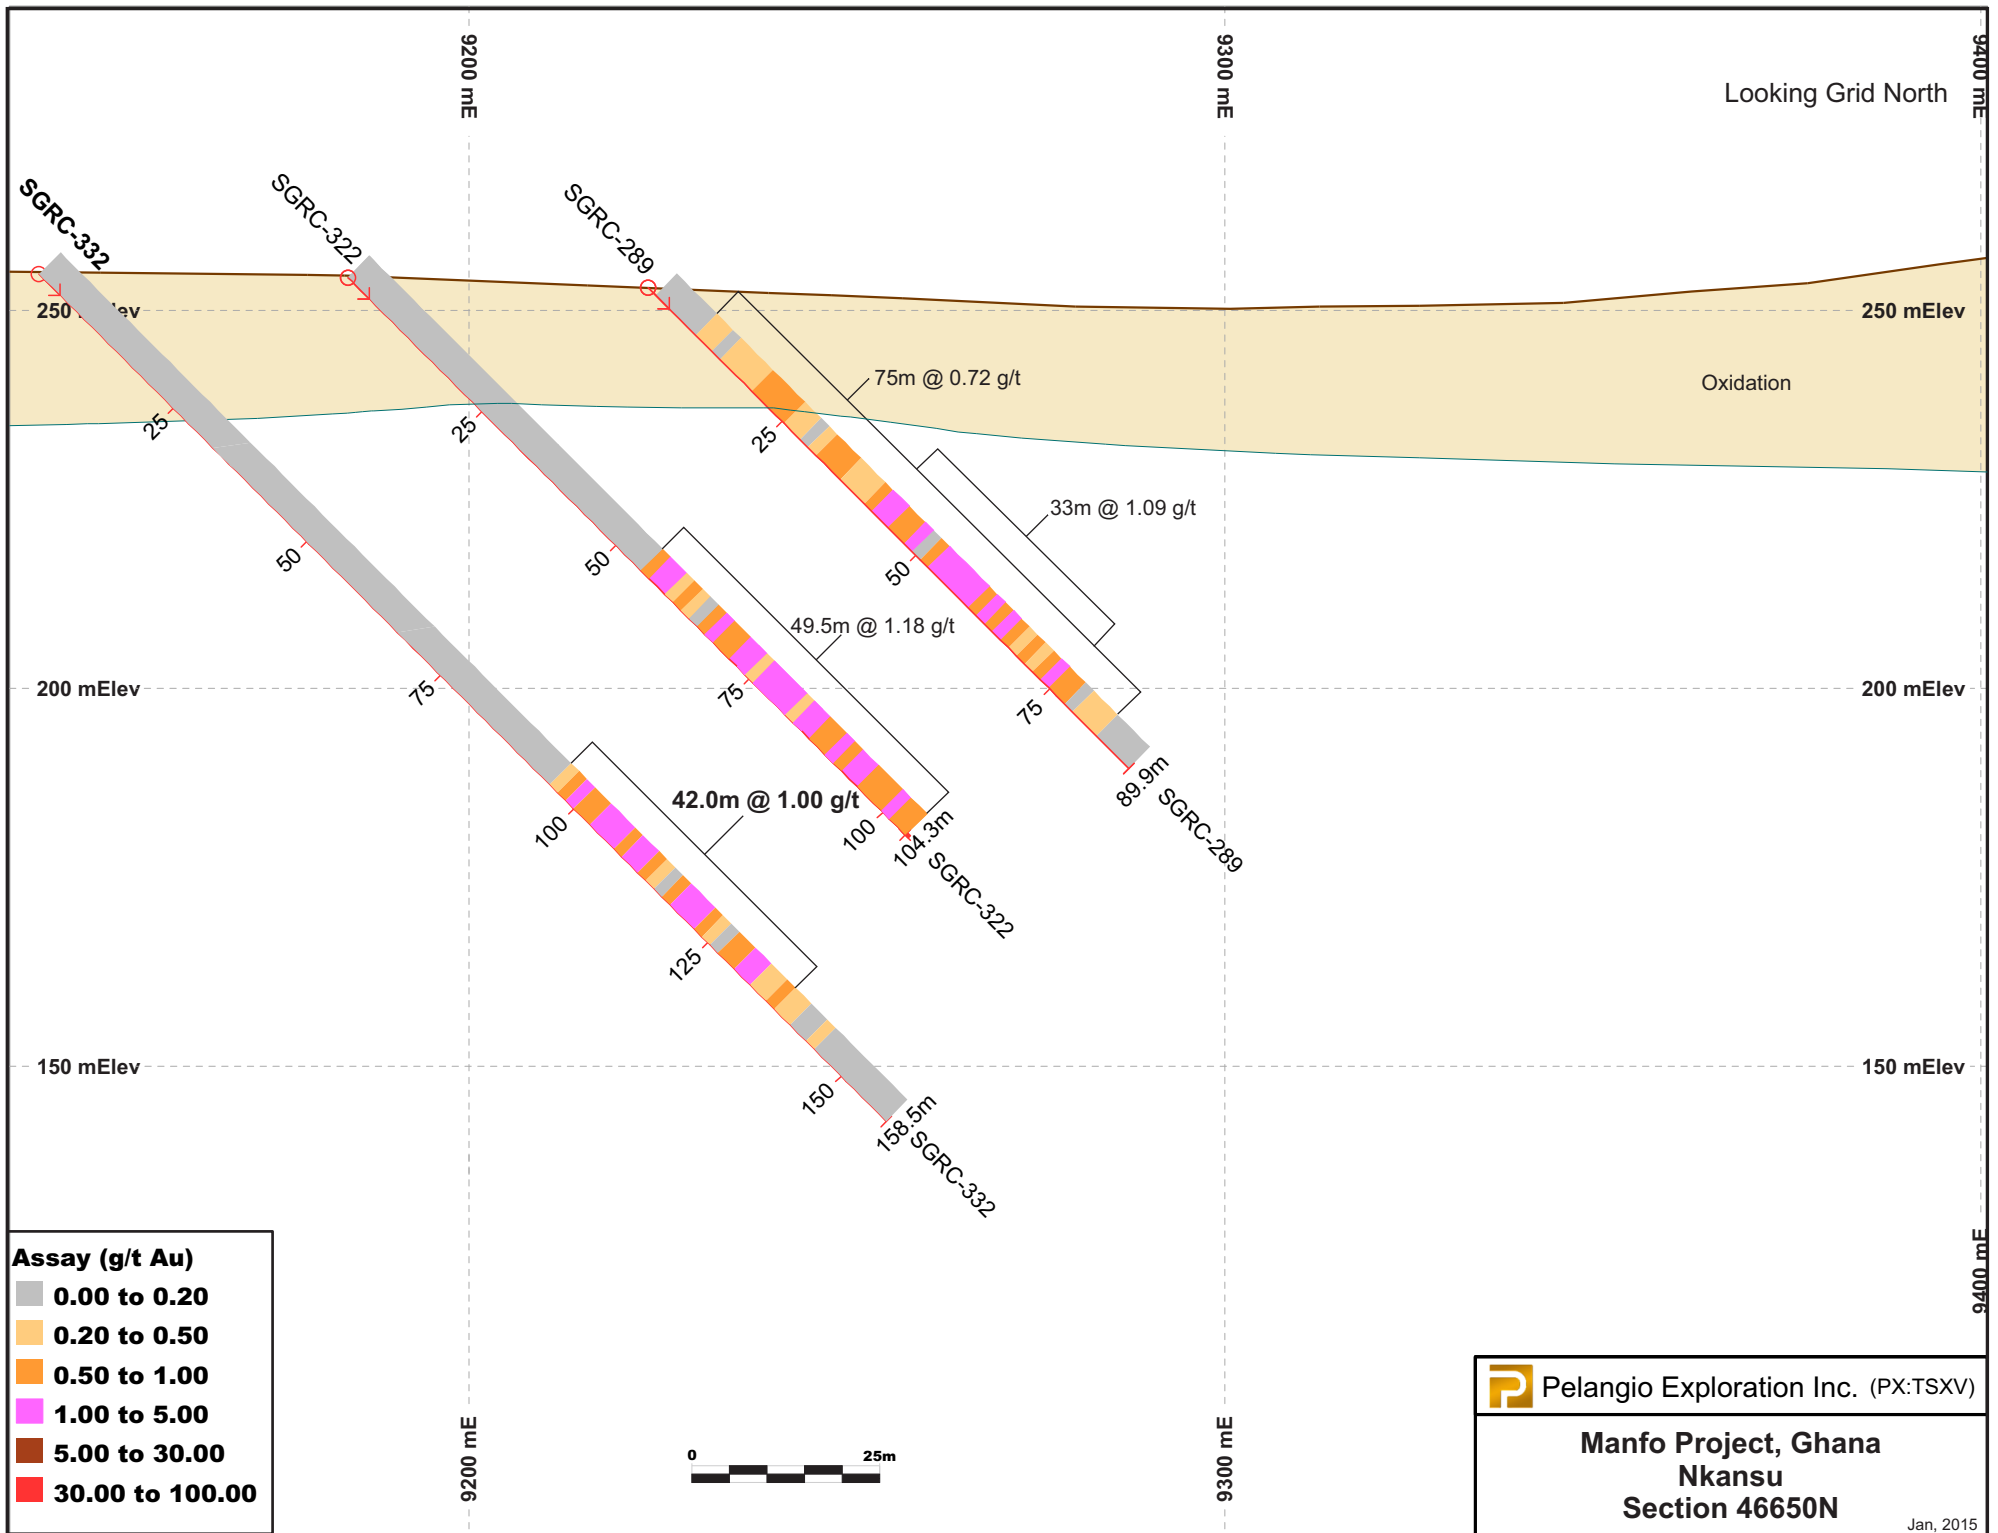 9200 mE
9300 mE
9400 mE
Looking Grid North
SGRC-332
SGRC-322
SGRC-289
250 mElev
250 mElev
Oxidation
75m @ 0.72 g/t
33m @ 1.09 g/t
49.5m @ 1.18 g/t
42.0m @ 1.00 g/t
25
50
75
100
125
150
158.5m
SGRC-332
25
50
75
100
104.3m
SGRC-322
25
50
75
89.9m
SGRC-289
200 mElev
200 mElev
150 mElev
150 mElev
Assay (g/t Au)
0.00 to 0.20
0.20 to 0.50
0.50 to 1.00
1.00 to 5.00
5.00 to 30.00
30.00 to 100.00
9200 mE
0 25m
9300 mE
9400 mE
Pelangio Exploration Inc. (PX:TSXV)
Manfo Project, Ghana
Nkansu
Section 46650N
Jan, 2015